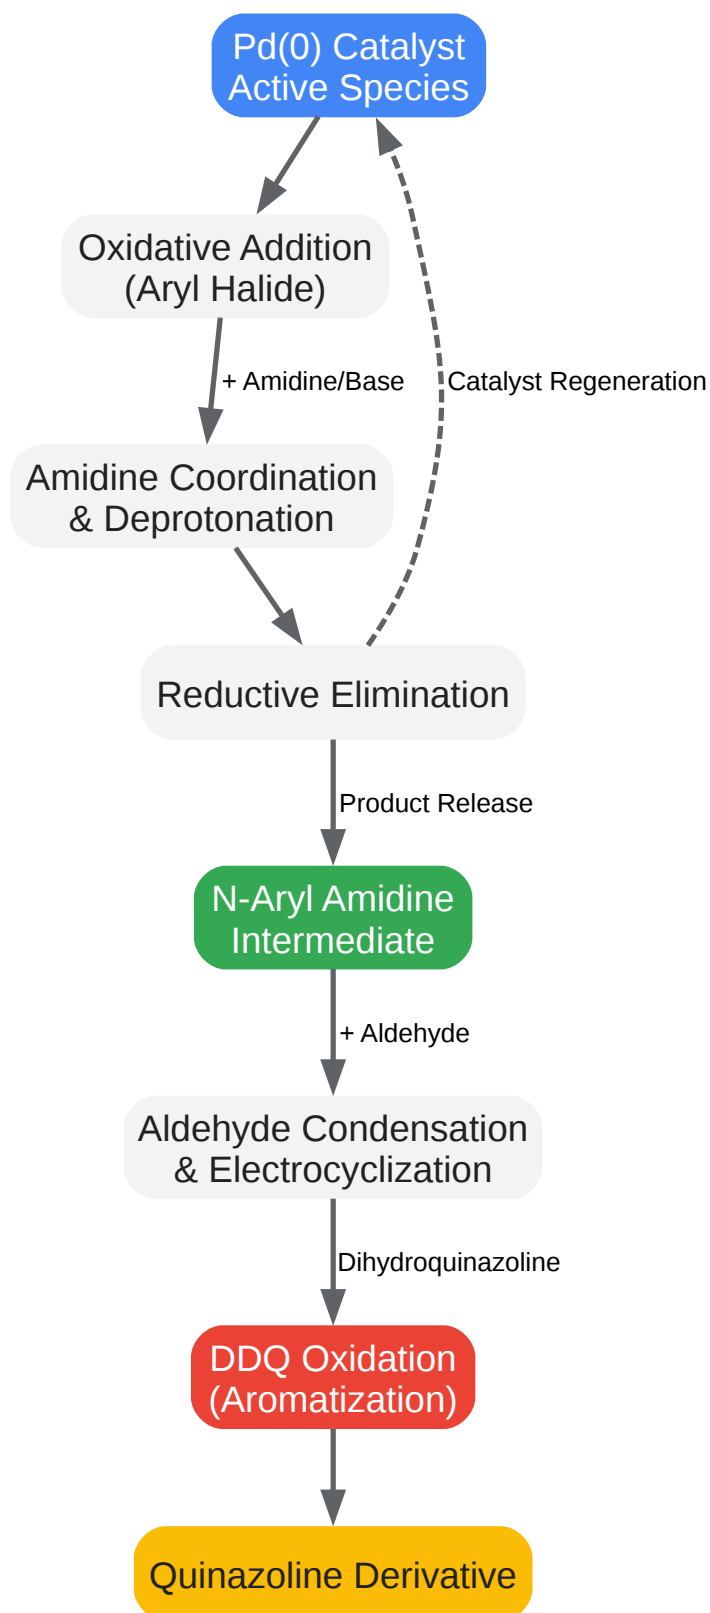 Pd(0) Catalyst
Active Species
Oxidative Addition
(Aryl Halide)
+ Amidine/Base
Catalyst Regeneration
Amidine Coordination
& Deprotonation
Reductive Elimination
Product Release
N-Aryl Amidine
Intermediate
+ Aldehyde
Aldehyde Condensation
& Electrocyclization
Dihydroquinazoline
DDQ Oxidation
(Aromatization)
Quinazoline Derivative